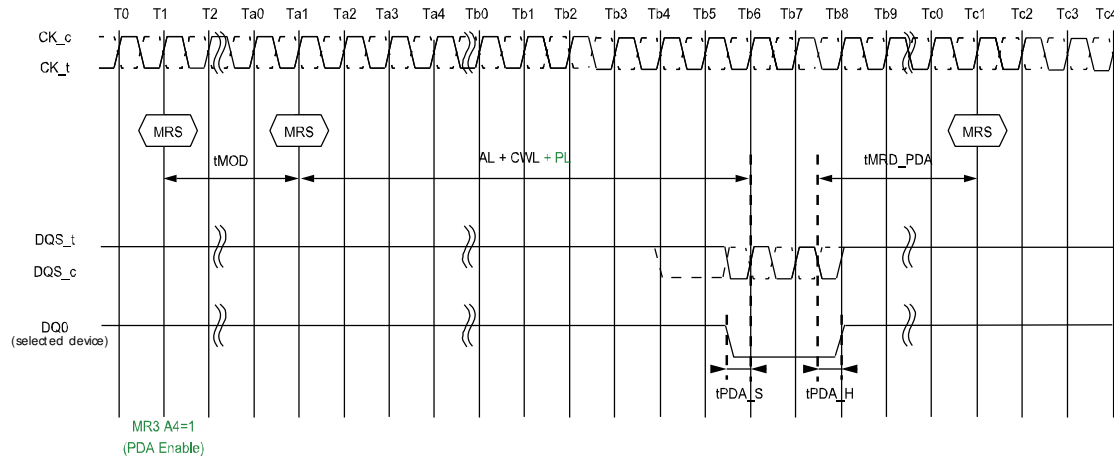 T0 T1 T2 Ta0 Ta1 Ta2 Ta3 Ta4 Tb0 Tb1 Tb2 Tb3 Tb4 Tb5 Tb6 Tb7 Tb8 Tb9 Tc0 Tc1 Tc2 Tc3 Tc4
CK_c
CK_t
MRS MRS MRS
tMOD AL + CWL + PL tMRD_PDA
DQS_t
DQS_c
DQ0
(selected device)
tPDA_S tPDA_H
MR3 A4=1
(PDA Enable)